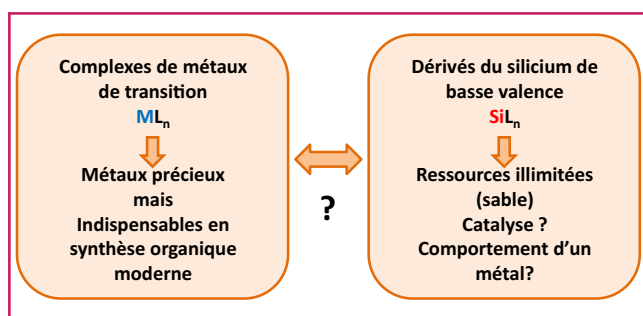 Complexes de métaux
de transition
MLn
Métaux précieux
mais
Indispensables en
synthèse organique
moderne
?
Dérivés du silicium de
basse valence
SiLn
Ressources illimitées
(sable)
Catalyse ?
Comportement d'un
métal?